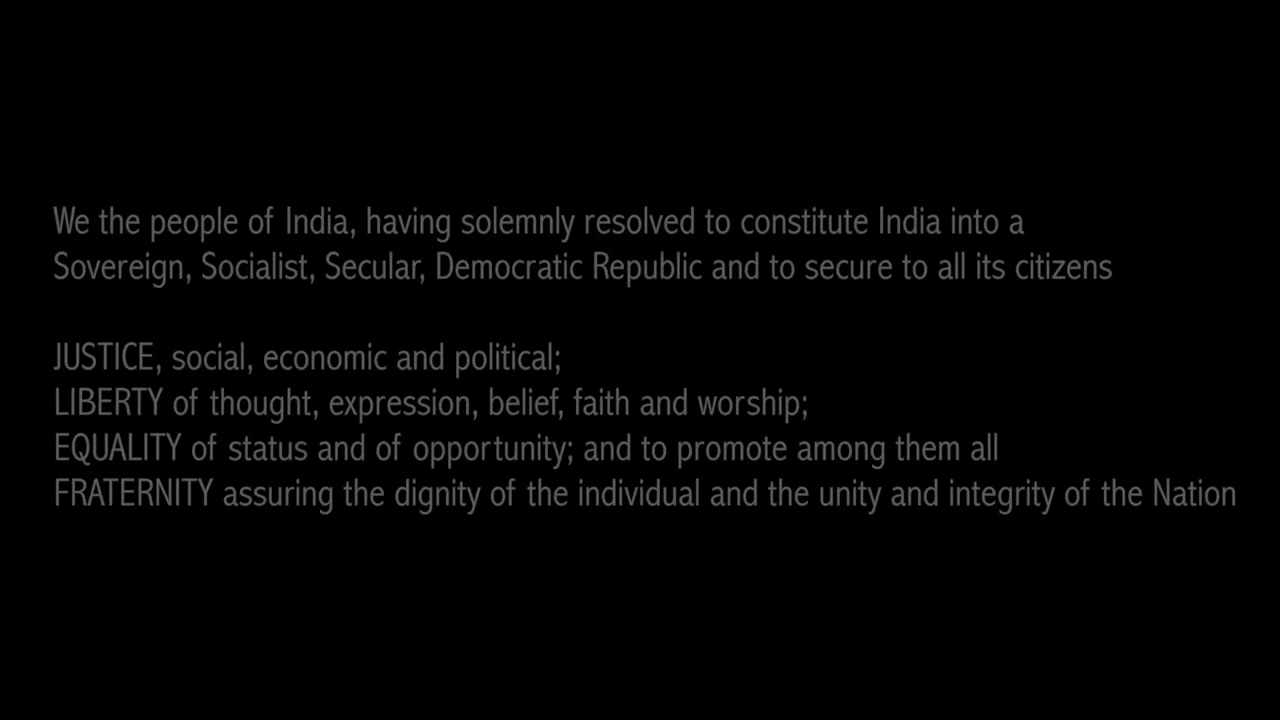 We the people of India, having solemnly resolved to constitute India into a
Sovereign, Socialist, Secular, Democratic Republic and to secure to all its citizens
JUSTICE, social, economic and political;
LIBERTY of thought, expression, belief, faith and worship;
EQUALITY of status and of opportunity; and to promote among them all
FRATERNITY assuring the dignity of the individual and the unity and integrity of the Nation